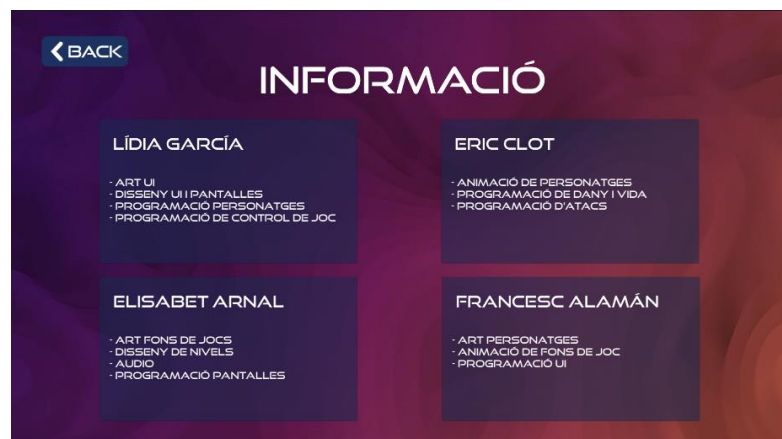 BACK
INFORMACIÓ
LÍDIA GARCÍA
- ART UI
- DISSENY UI I PANTALLES
- PROGRAMACIÓ PERSONATGES
- PROGRAMACIÓ DE CONTROL DE JOC
ERIC CLOT
- ANIMACIÓ DE PERSONATGES
- PROGRAMACIÓ DE DANY I VIDA
- PROGRAMACIÓ D'ATACS
ELISABET ARNAL
- ART FONS DE JOCS
- DISSENY DE NIVELS
- AUDIO
- PROGRAMACIÓ PANTALLES
FRANCESC ALAMÁN
- ART PERSONATGES
- ANIMACIÓ DE FONS DE JOC
- PROGRAMACIÓ UI